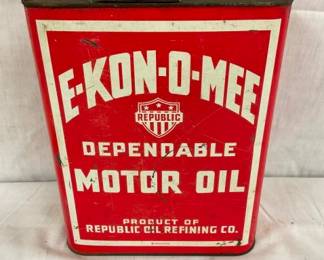 E-KON-O-MEE
REPUBLIC
DEPENDABLE
MOTOR OIL
PRODUCT OF
REPUBLIC OIL REFINING CO.